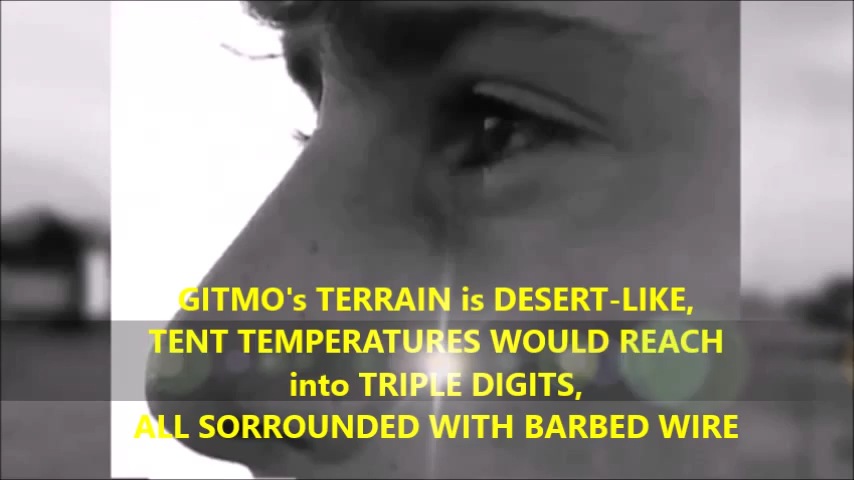 GITMO's TERRAIN is DESERT-LIKE,
TENT TEMPERATURES WOULD REACH
into TRIPLE DIGITS,
ALL SORROUNDED WITH BARBED WIRE